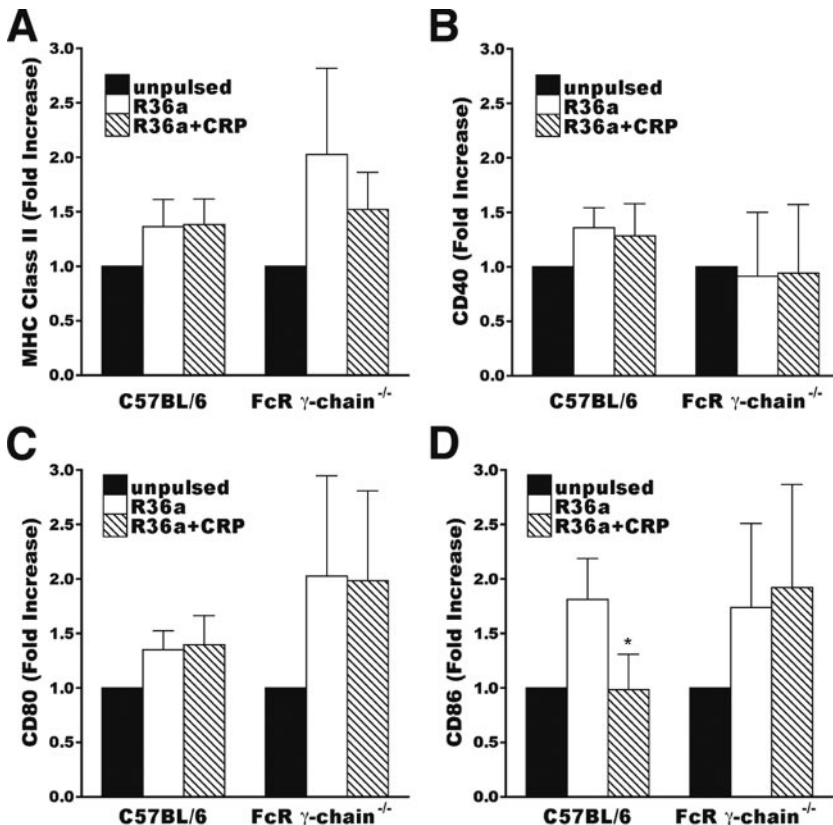 A
MHC Class II (Fold Increase)
3.0
2.5
2.0
1.5
1.0
0.5
0.0
unpulsed
R36a
R36a+CRP
C57BL/6 FcR γ-chain-/-
B
CD40 (Fold Increase)
3.0
2.5
2.0
1.5
1.0
0.5
0.0
unpulsed
R36a
R36a+CRP
C57BL/6 FcR γ-chain-/-
C
CD80 (Fold Increase)
3.0
2.5
2.0
1.5
1.0
0.5
0.0
unpulsed
R36a
R36a+CRP
C57BL/6 FcR γ-chain-/-
D
CD86 (Fold Increase)
3.0
2.5
2.0
1.5
1.0
0.5
0.0
unpulsed
R36a
R36a+CRP
*
C57BL/6 FcR γ-chain-/-